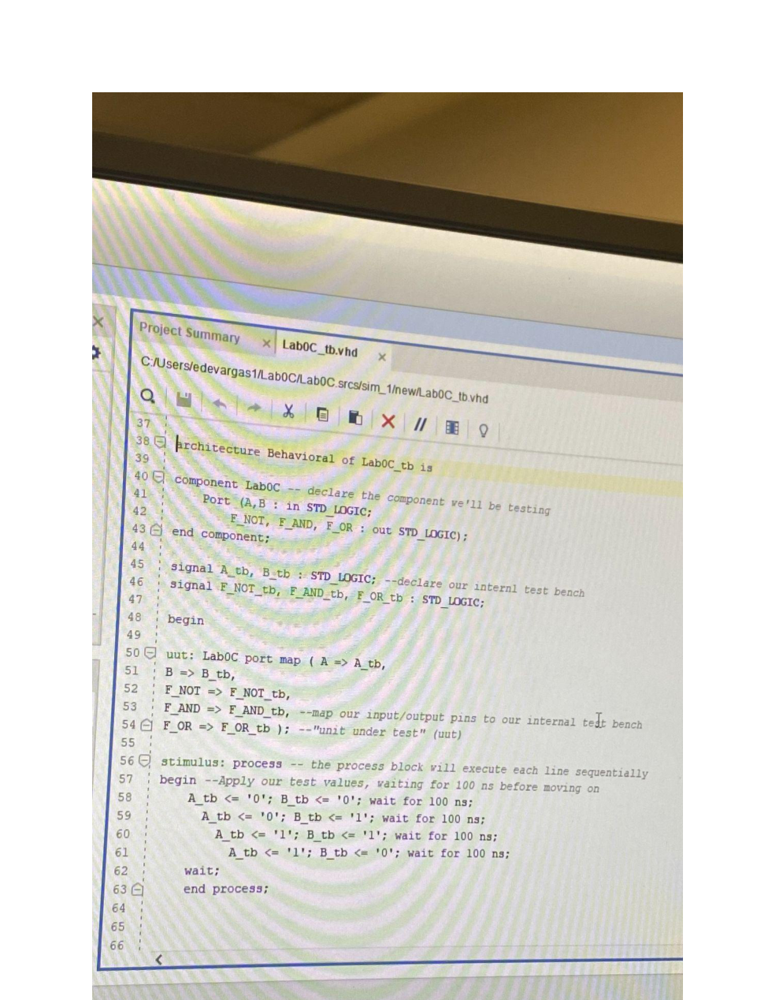 Project Summary × Lab0C_tb.vhd ×
C:/Users/edevargas1/Lab0C/Lab0C.srcs/sim_1/new/Lab0C_tb.vhd
37
38 architecture Behavioral of Lab0C_tb is
39
40 component Lab0C -- declare the component we'll be testing
41 Port (A,B : in STD_LOGIC;
42 F_NOT, F_AND, F_OR : out STD_LOGIC);
43 end component;
44
45 signal A_tb, B_tb : STD_LOGIC; --declare our internl test bench
46 signal F_NOT_tb, F_AND_tb, F_OR_tb : STD_LOGIC;
47
48 begin
49
50 uut: Lab0C port map ( A => A_tb,
51 B => B_tb,
52 F_NOT => F_NOT_tb,
53 F_AND => F_AND_tb, --map our input/output pins to our internal test bench
54 F_OR => F_OR_tb ); --"unit under test" (uut)
55
56 stimulus: process -- the process block will execute each line sequentially
57 begin --Apply our test values, waiting for 100 ns before moving on
58 A_tb <= '0'; B_tb <= '0'; wait for 100 ns;
59 A_tb <= '0'; B_tb <= '1'; wait for 100 ns;
60 A_tb <= '1'; B_tb <= '1'; wait for 100 ns;
61 A_tb <= '1'; B_tb <= '0'; wait for 100 ns;
62 wait;
63 end process;
64
65
66